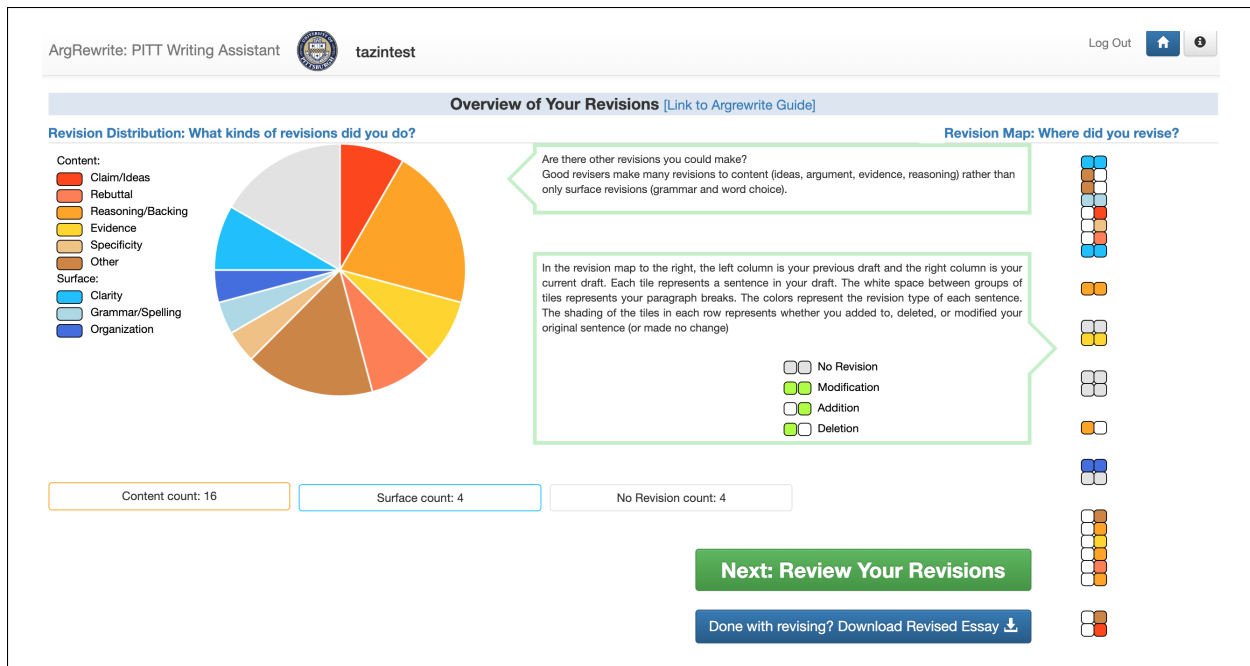 ArgRewrite: PITT Writing Assistant
tazintest
Log Out
Overview of Your Revisions [Link to Argrewrite Guide]
Revision Distribution: What kinds of revisions did you do?
Revision Map: Where did you revise?
Content:
Claim/Ideas
Rebuttal
Reasoning/Backing
Evidence
Specificity
Other
Surface:
Clarity
Grammar/Spelling
Organization
Are there other revisions you could make?
Good revisers make many revisions to content (ideas, argument, evidence, reasoning) rather than
only surface revisions (grammar and word choice).
In the revision map to the right, the left column is your previous draft and the right column is your
current draft. Each tile represents a sentence in your draft. The white space between groups of
tiles represents your paragraph breaks. The colors represent the revision type of each sentence.
The shading of the tiles in each row represents whether you added to, deleted, or modified your
original sentence (or made no change)
No Revision
Modification
Addition
Deletion
Content count: 16
Surface count: 4
No Revision count: 4
Next: Review Your Revisions
Done with revising? Download Revised Essay